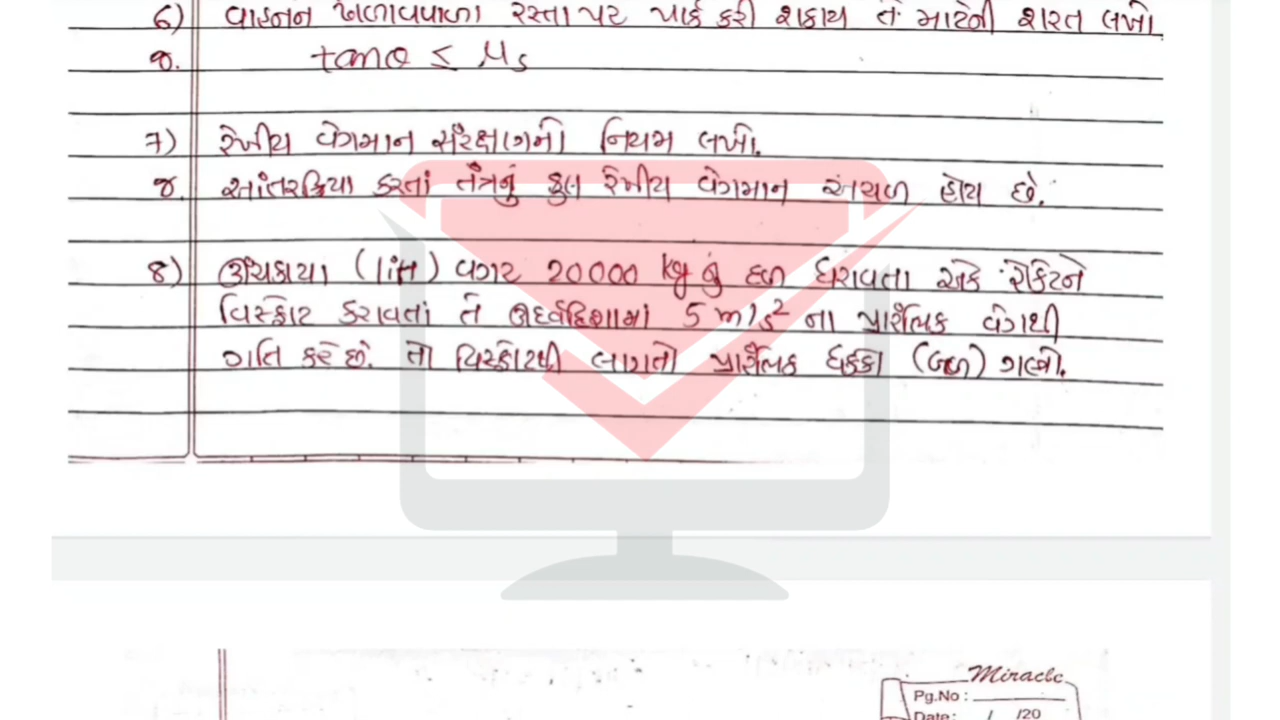 6) વાહનને ઢાળાવવાળા રસ્તા પર પાર્ક કરી શકાય તે માટેની શરત લખો.
જ. tanθ ≤ μs
7) રેખીય વેગમાન સંરક્ષણનો નિયમ લખો.
જ. આંતરક્રિયા કરતાં તંત્રનું કુલ રેખીય વેગમાન અચળ હોય છે.
8) ઊંચકાયા (lift) વગર 20000 kg નું દળ ધરાવતા એક રોકેટને
વિસ્ફોટ કરાવતાં તે ઊર્ધ્વદિશામાં 5 m/s² ના પ્રારંભિક વેગથી
ગતિ કરે છે. તો વિસ્ફોટથી લાગતો પ્રારંભિક ધક્કો (બળ) ગણો.
Miracle
Pg.No :
Date: / /20